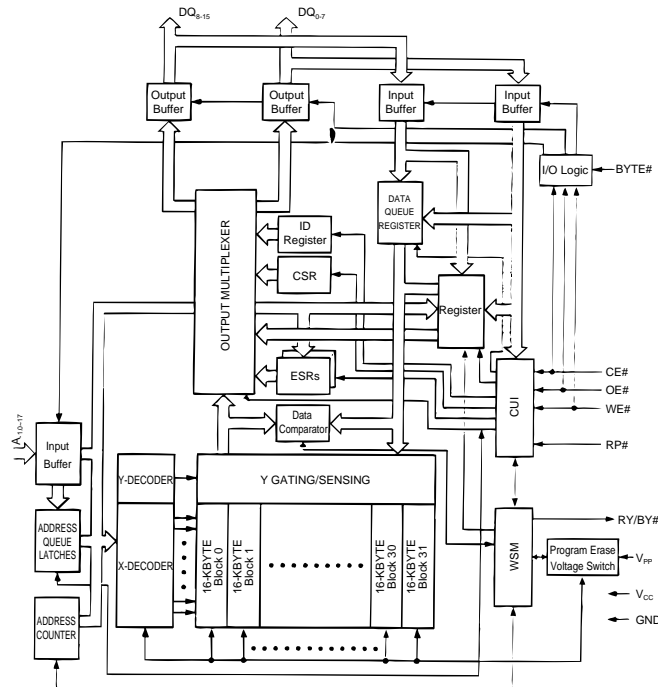 DQ8-15
DQ0-7
Output
Buffer
Output
Buffer
Input
Buffer
Input
Buffer
I/O Logic
BYTE#
DATA
QUEUE
REGISTER
ID
Register
CSR
OUTPUT MULTIPLEXER
Register
ESRs
CUI
CE#
OE#
WE#
RP#
Data
Comparator
A10-17
Input
Buffer
Y-DECODER
Y GATING/SENSING
ADDRESS
QUEUE
LATCHES
X-DECODER
16-KBYTE
Block 0
16-KBYTE
Block 1
16-KBYTE
Block 30
16-KBYTE
Block 31
WSM
RY/BY#
Program Erase
Voltage Switch
VPP
VCC
GND
ADDRESS
COUNTER